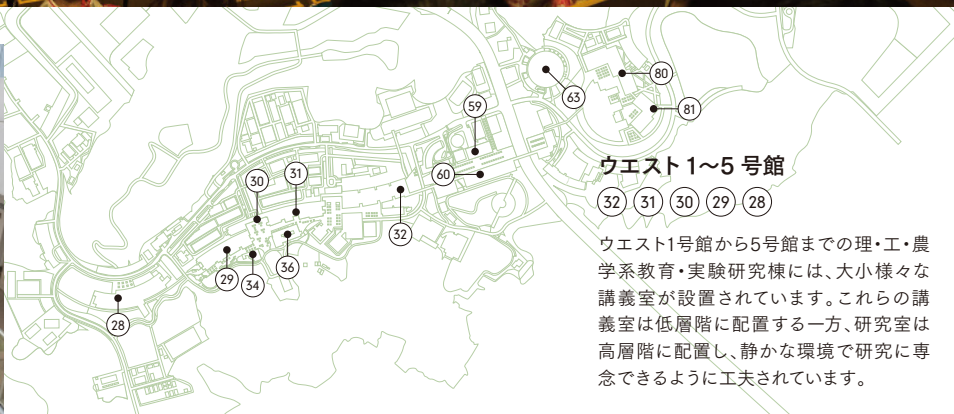 80
63
81
59
60
30
31
32
29
34
36
28
ウエスト1〜5 号館
32 31 30 29 28
ウエスト1号館から5号館までの理・工・農
学系教育・実験研究棟には、大小様々な
講義室が設置されています。これらの講
義室は低層階に配置する一方、研究室は
高層階に配置し、静かな環境で研究に専
念できるように工夫されています。